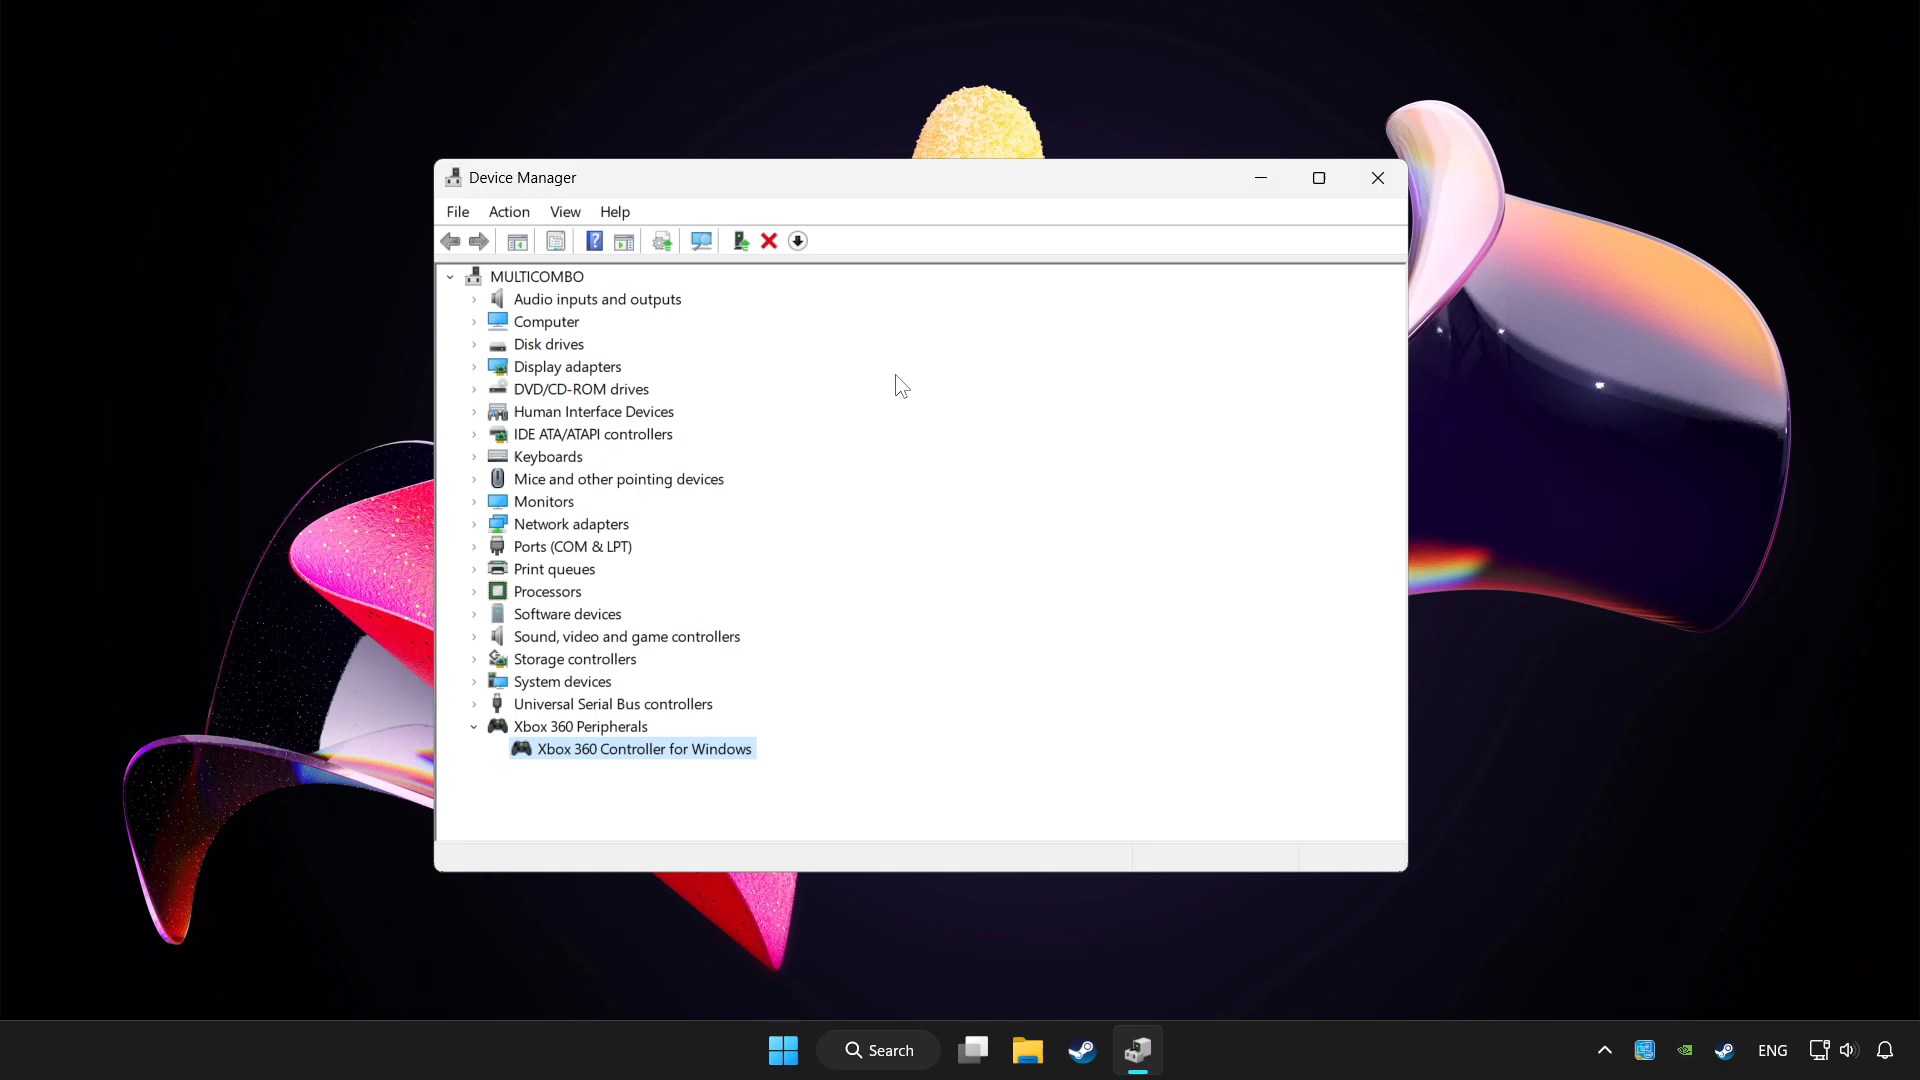 Device Manager
File Action View Help
MULTICOMBO
Audio inputs and outputs
Computer
Disk drives
Display adapters
DVD/CD-ROM drives
Human Interface Devices
IDE ATA/ATAPI controllers
Keyboards
Mice and other pointing devices
Monitors
Network adapters
Ports (COM & LPT)
Print queues
Processors
Software devices
Sound, video and game controllers
Storage controllers
System devices
Universal Serial Bus controllers
Xbox 360 Peripherals
Xbox 360 Controller for Windows
Search
ENG